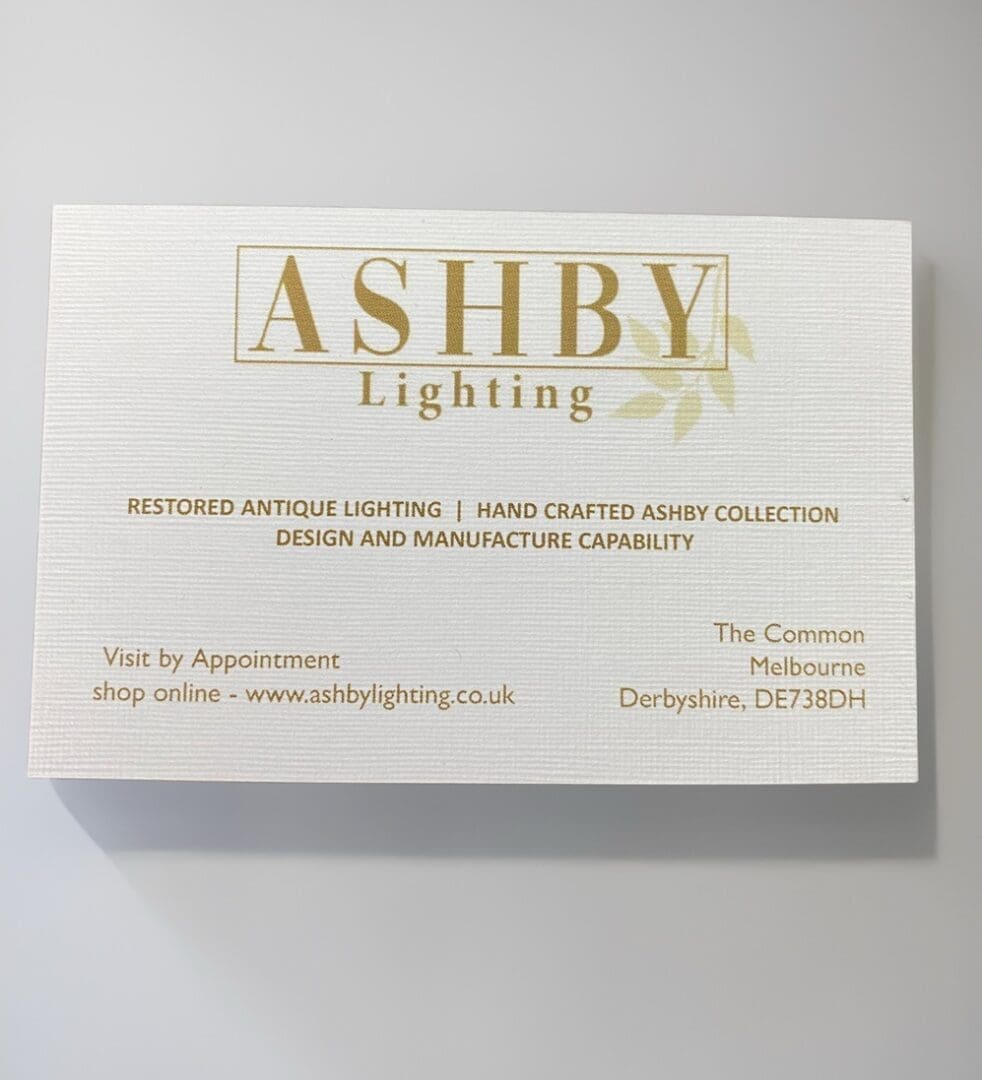 ASHBY
Lighting
RESTORED ANTIQUE LIGHTING | HAND CRAFTED ASHBY COLLECTION
DESIGN AND MANUFACTURE CAPABILITY
Visit by Appointment
shop online - www.ashbylighting.co.uk
The Common
Melbourne
Derbyshire, DE738DH